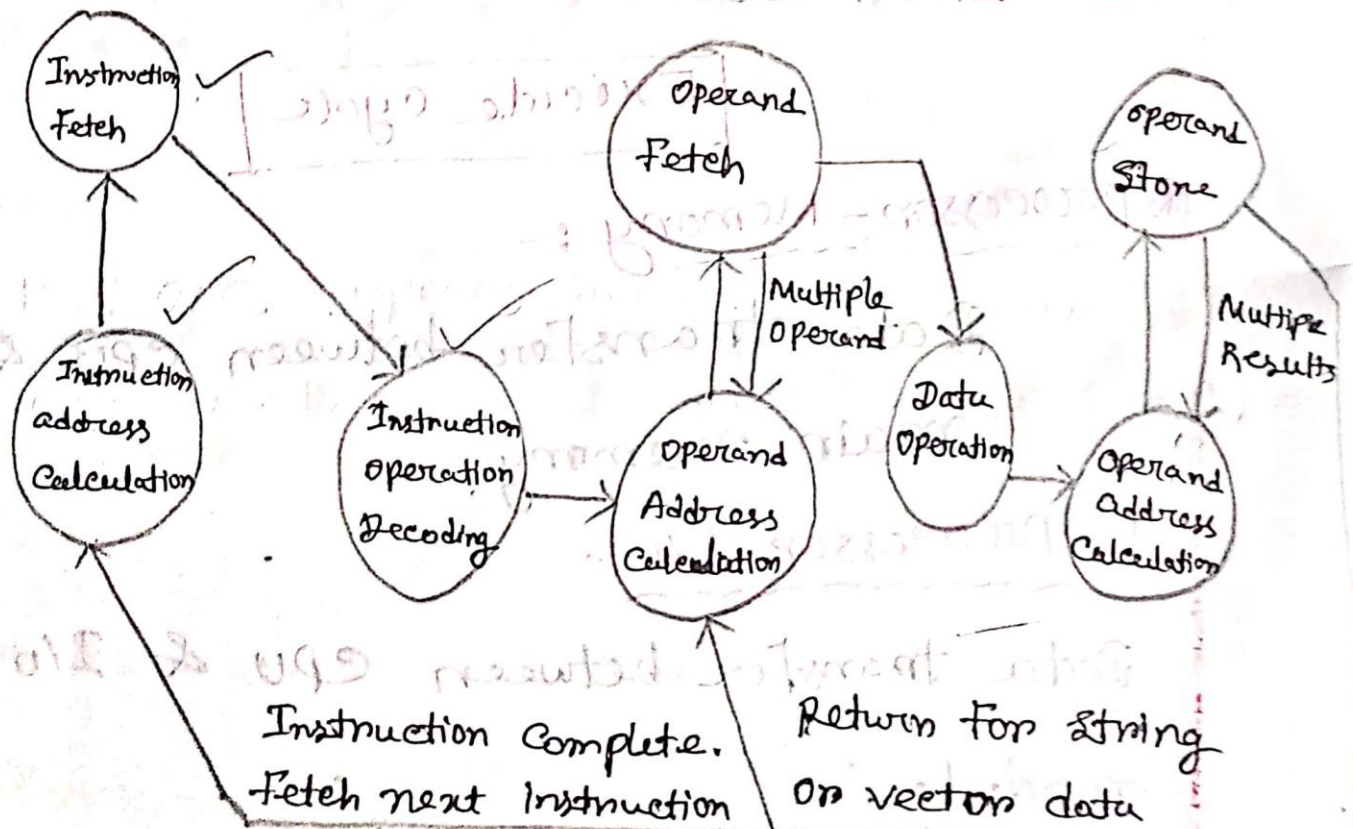 Instruction
Fetch
Operand
Fetch
Operand
Store
Multiple
Operand
Multiple
Results
Instruction
address
Calculation
Instruction
Operation
Decoding
Operand
Address
Calculation
Data
Operation
Operand
Address
Calculation
Instruction Complete.
Fetch next instruction
Return For string
or vector data